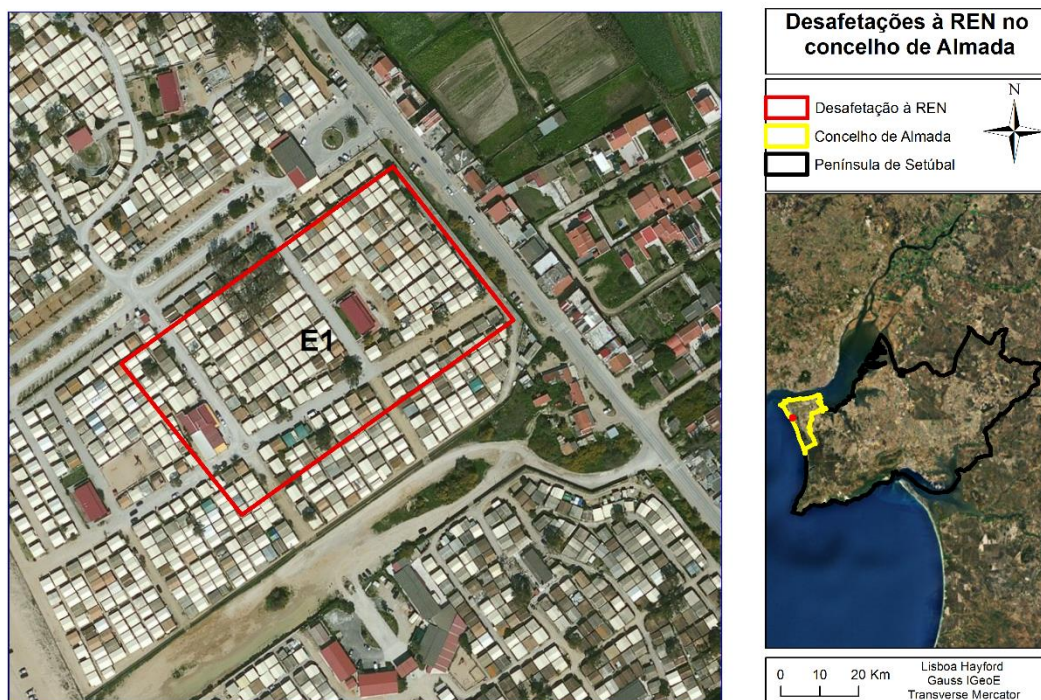 E1
Desafetações à REN no
concelho de Almada
N
Desafetação à REN
Concelho de Almada
Península de Setúbal
0 10 20 Km
Lisboa Hayford
Gauss IGeoE
Transverse Mercator